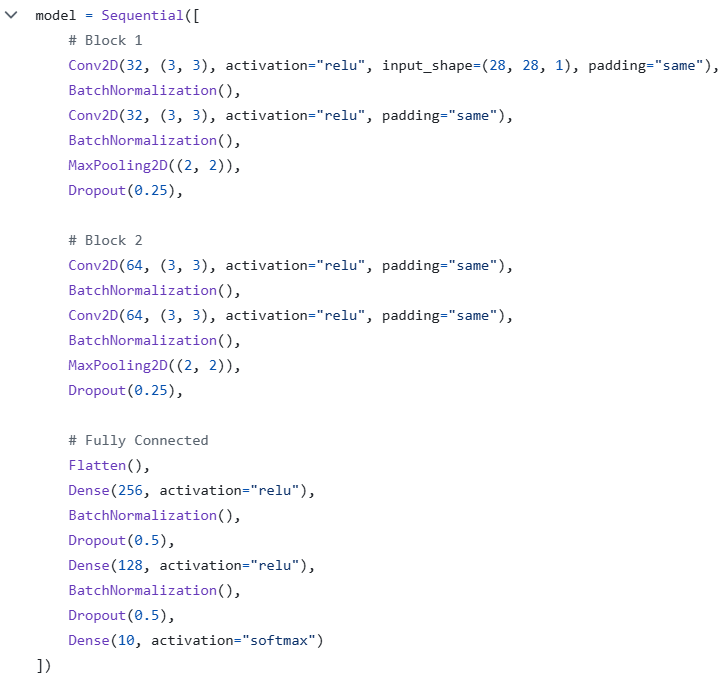 model = Sequential([
    # Block 1
    Conv2D(32, (3, 3), activation="relu", input_shape=(28, 28, 1), padding="same"),
    BatchNormalization(),
    Conv2D(32, (3, 3), activation="relu", padding="same"),
    BatchNormalization(),
    MaxPooling2D((2, 2)),
    Dropout(0.25),

    # Block 2
    Conv2D(64, (3, 3), activation="relu", padding="same"),
    BatchNormalization(),
    Conv2D(64, (3, 3), activation="relu", padding="same"),
    BatchNormalization(),
    MaxPooling2D((2, 2)),
    Dropout(0.25),

    # Fully Connected
    Flatten(),
    Dense(256, activation="relu"),
    BatchNormalization(),
    Dropout(0.5),
    Dense(128, activation="relu"),
    BatchNormalization(),
    Dropout(0.5),
    Dense(10, activation="softmax")
])